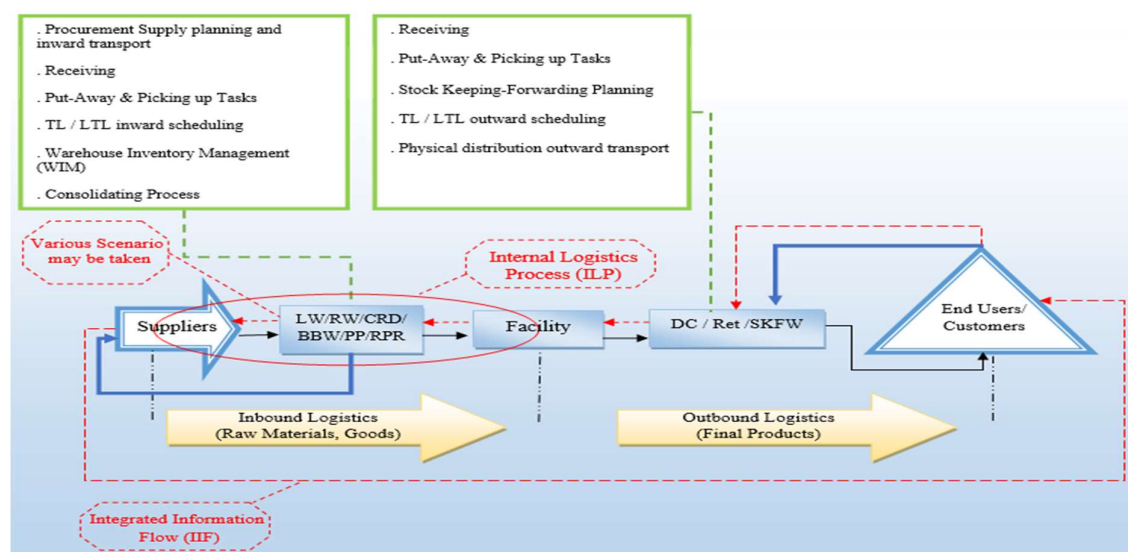 . Procurement Supply planning and
inward transport
. Receiving
. Put-Away & Picking up Tasks
. TL / LTL inward scheduling
. Warehouse Inventory Management
(WIM)
. Consolidating Process
. Receiving
. Put-Away & Picking up Tasks
. Stock Keeping-Forwarding Planning
. TL / LTL outward scheduling
. Physical distribution outward transport
Various Scenario
may be taken
Internal Logistics
Process (ILP)
Suppliers
LW/RW/CRD/
BBW/PP/RPR
Facility
DC / Ret /SKFW
End Users/
Customers
Inbound Logistics
(Raw Materials, Goods)
Outbound Logistics
(Final Products)
Integrated Information
Flow (IIF)